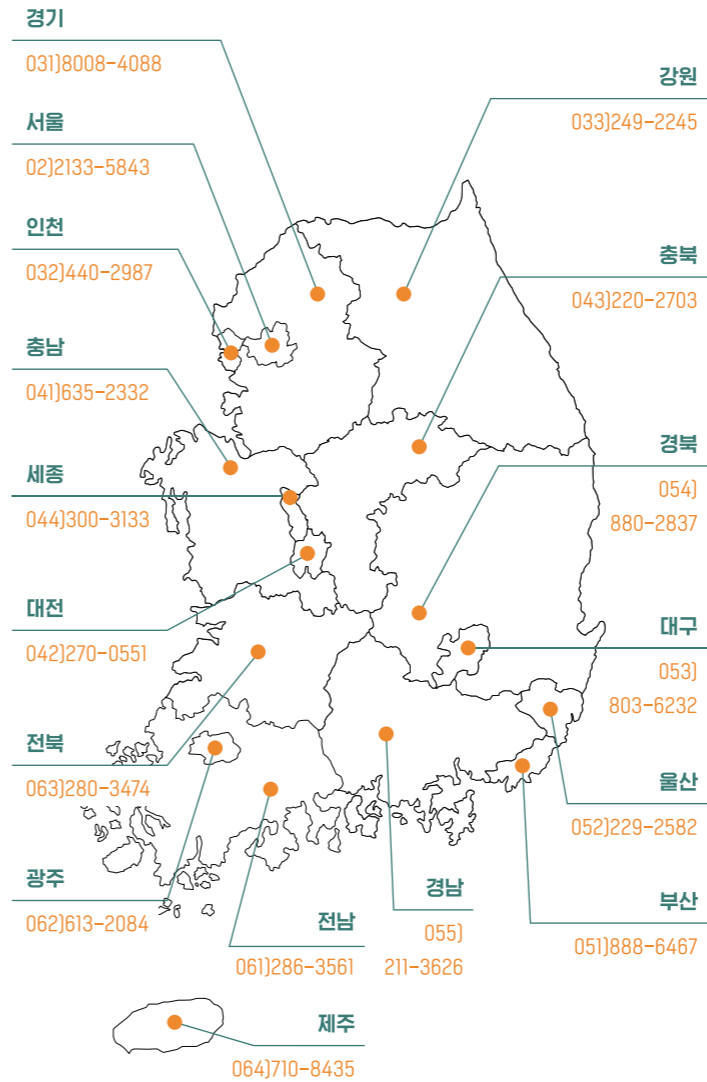 경기
031)8008-4088
서울
02)2133-5843
인천
032)440-2987
충남
041)635-2332
세종
044)300-3133
대전
042)270-0551
전북
063)280-3474
광주
062)613-2084
전남
061)286-3561
제주
064)710-8435
강원
033)249-2245
충북
043)220-2703
경북
054)
880-2837
대구
053)
803-6232
울산
052)229-2582
부산
051)888-6467
경남
055)
211-3626